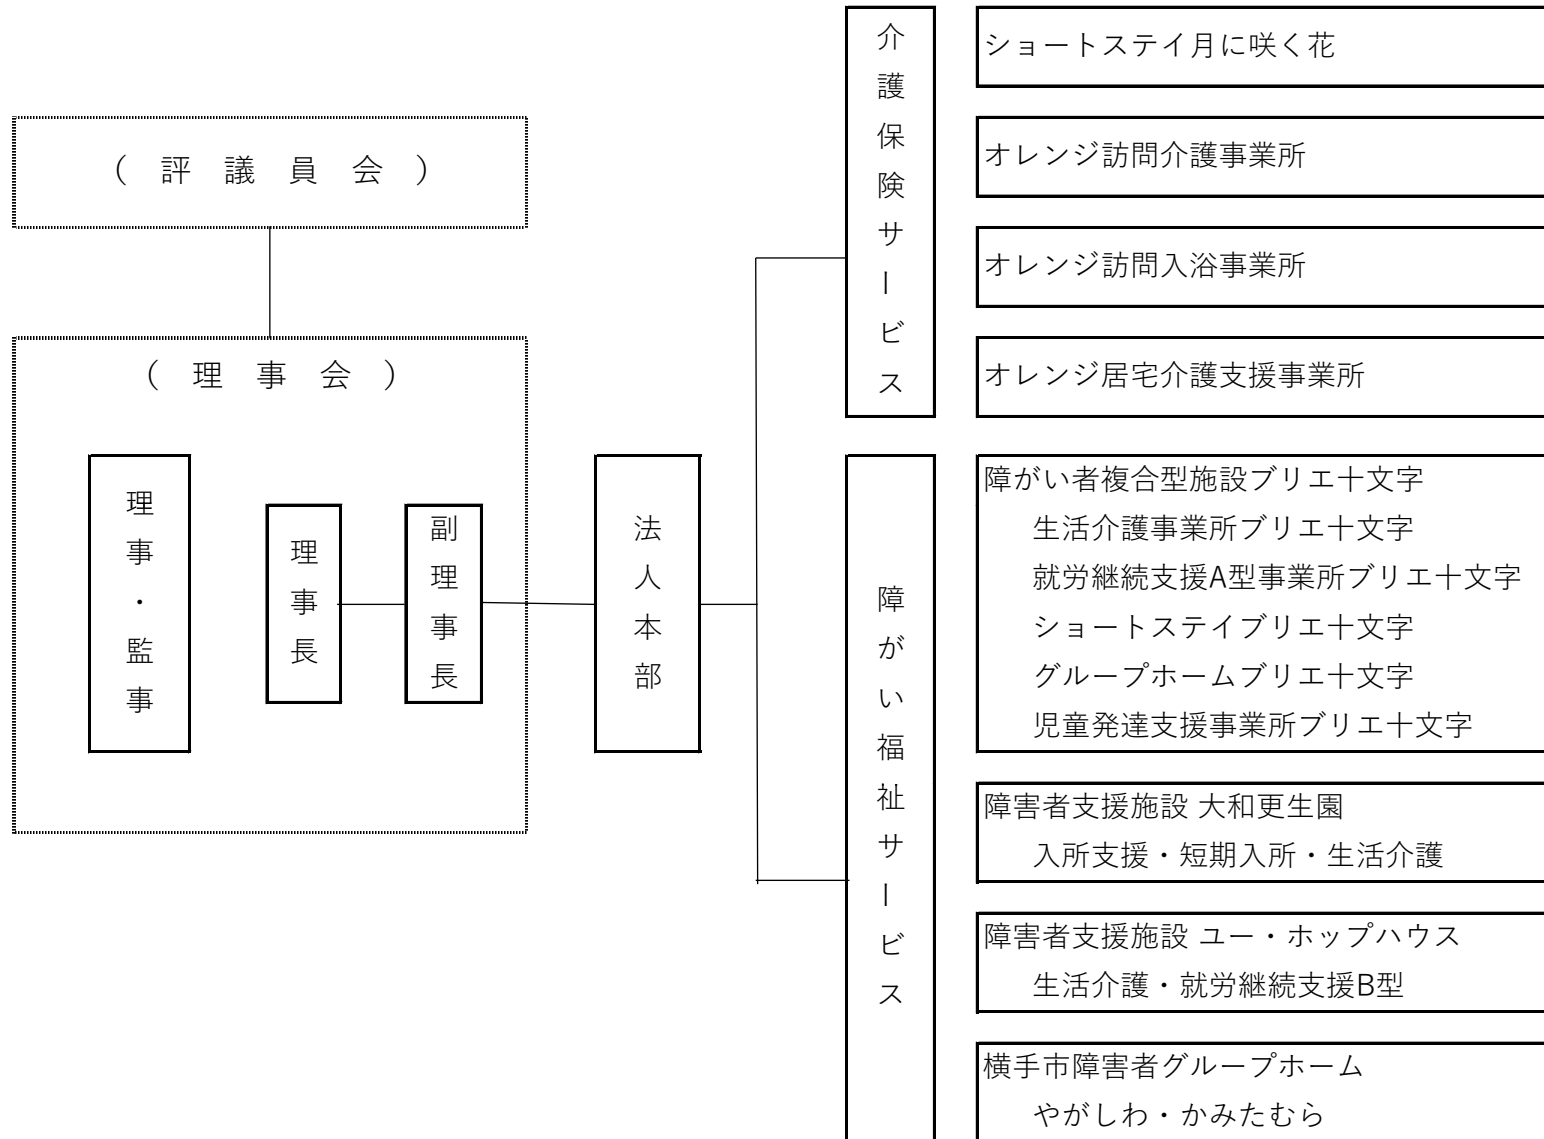 （ 評 議 員 会 ）
（ 理 事 会 ）
理事・監事
理事長
副理事長
法人本部
介護保険サービス
ショートステイ月に咲く花
オレンジ訪問介護事業所
オレンジ訪問入浴事業所
オレンジ居宅介護支援事業所
障がい福祉サービス
障がい者複合型施設ブリエ十文字
生活介護事業所ブリエ十文字
就労継続支援A型事業所ブリエ十文字
ショートステイブリエ十文字
グループホームブリエ十文字
児童発達支援事業所ブリエ十文字
障害者支援施設 大和更生園
入所支援・短期入所・生活介護
障害者支援施設 ユー・ホップハウス
生活介護・就労継続支援B型
横手市障害者グループホーム
やがしわ・かみたむら